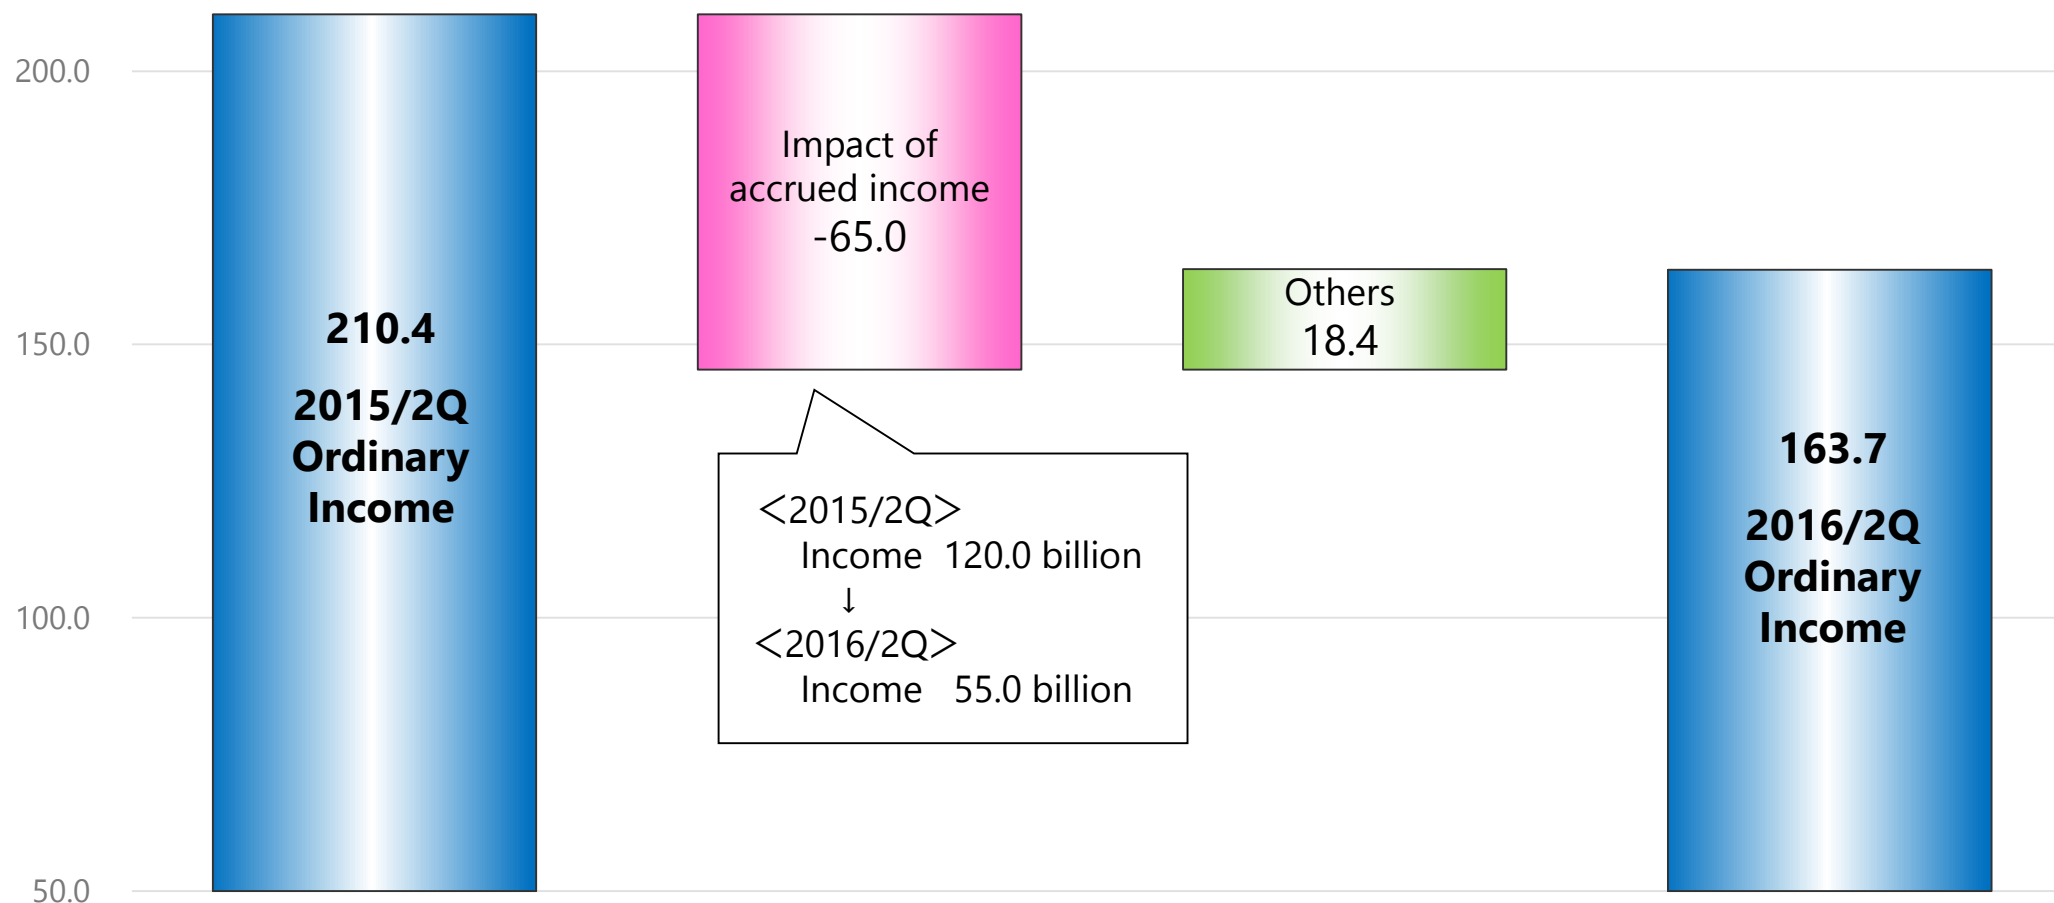 200.0
150.0
100.0
50.0
210.4
2015/2Q
Ordinary
Income
Impact of
accrued income
-65.0
＜2015/2Q＞
Income 120.0 billion
↓
＜2016/2Q＞
Income 55.0 billion
Others
18.4
163.7
2016/2Q
Ordinary
Income